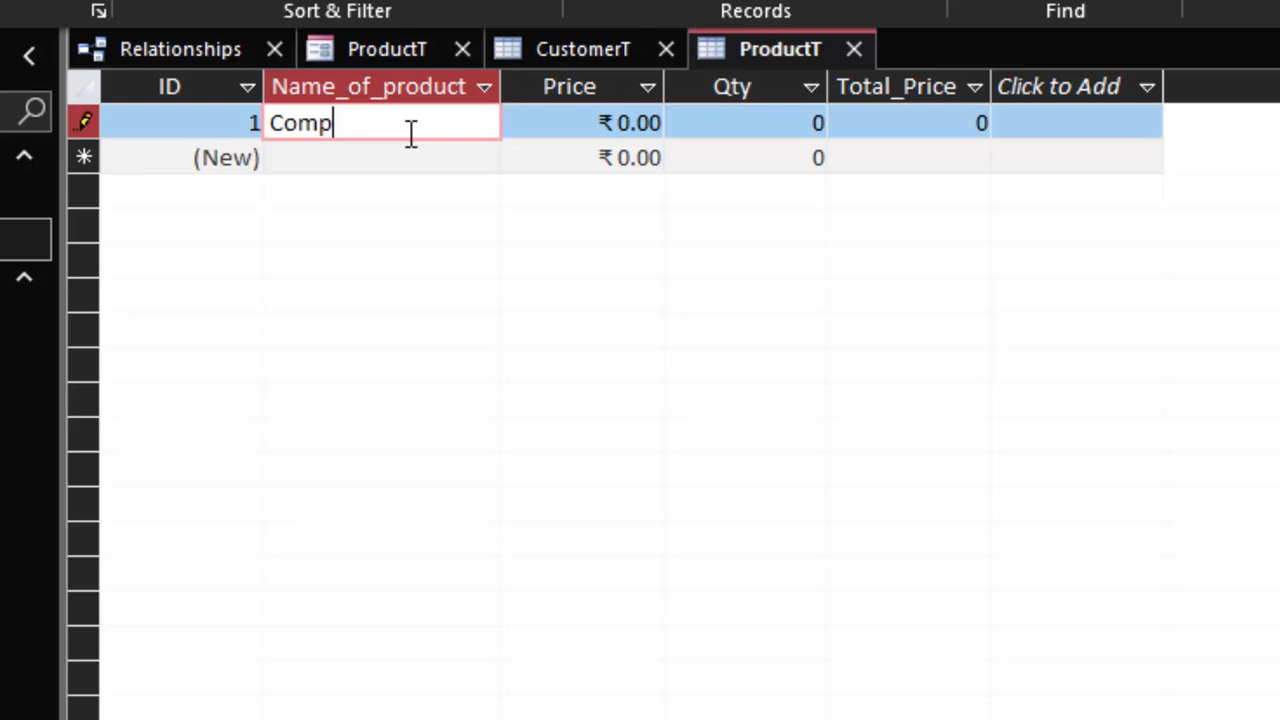 Sort & Filter Records Find
Relationships ProductT CustomerT ProductT
ID Name_of_product Price Qty Total_Price Click to Add
1 Comp ₹ 0.00 0 0
(New) ₹ 0.00 0